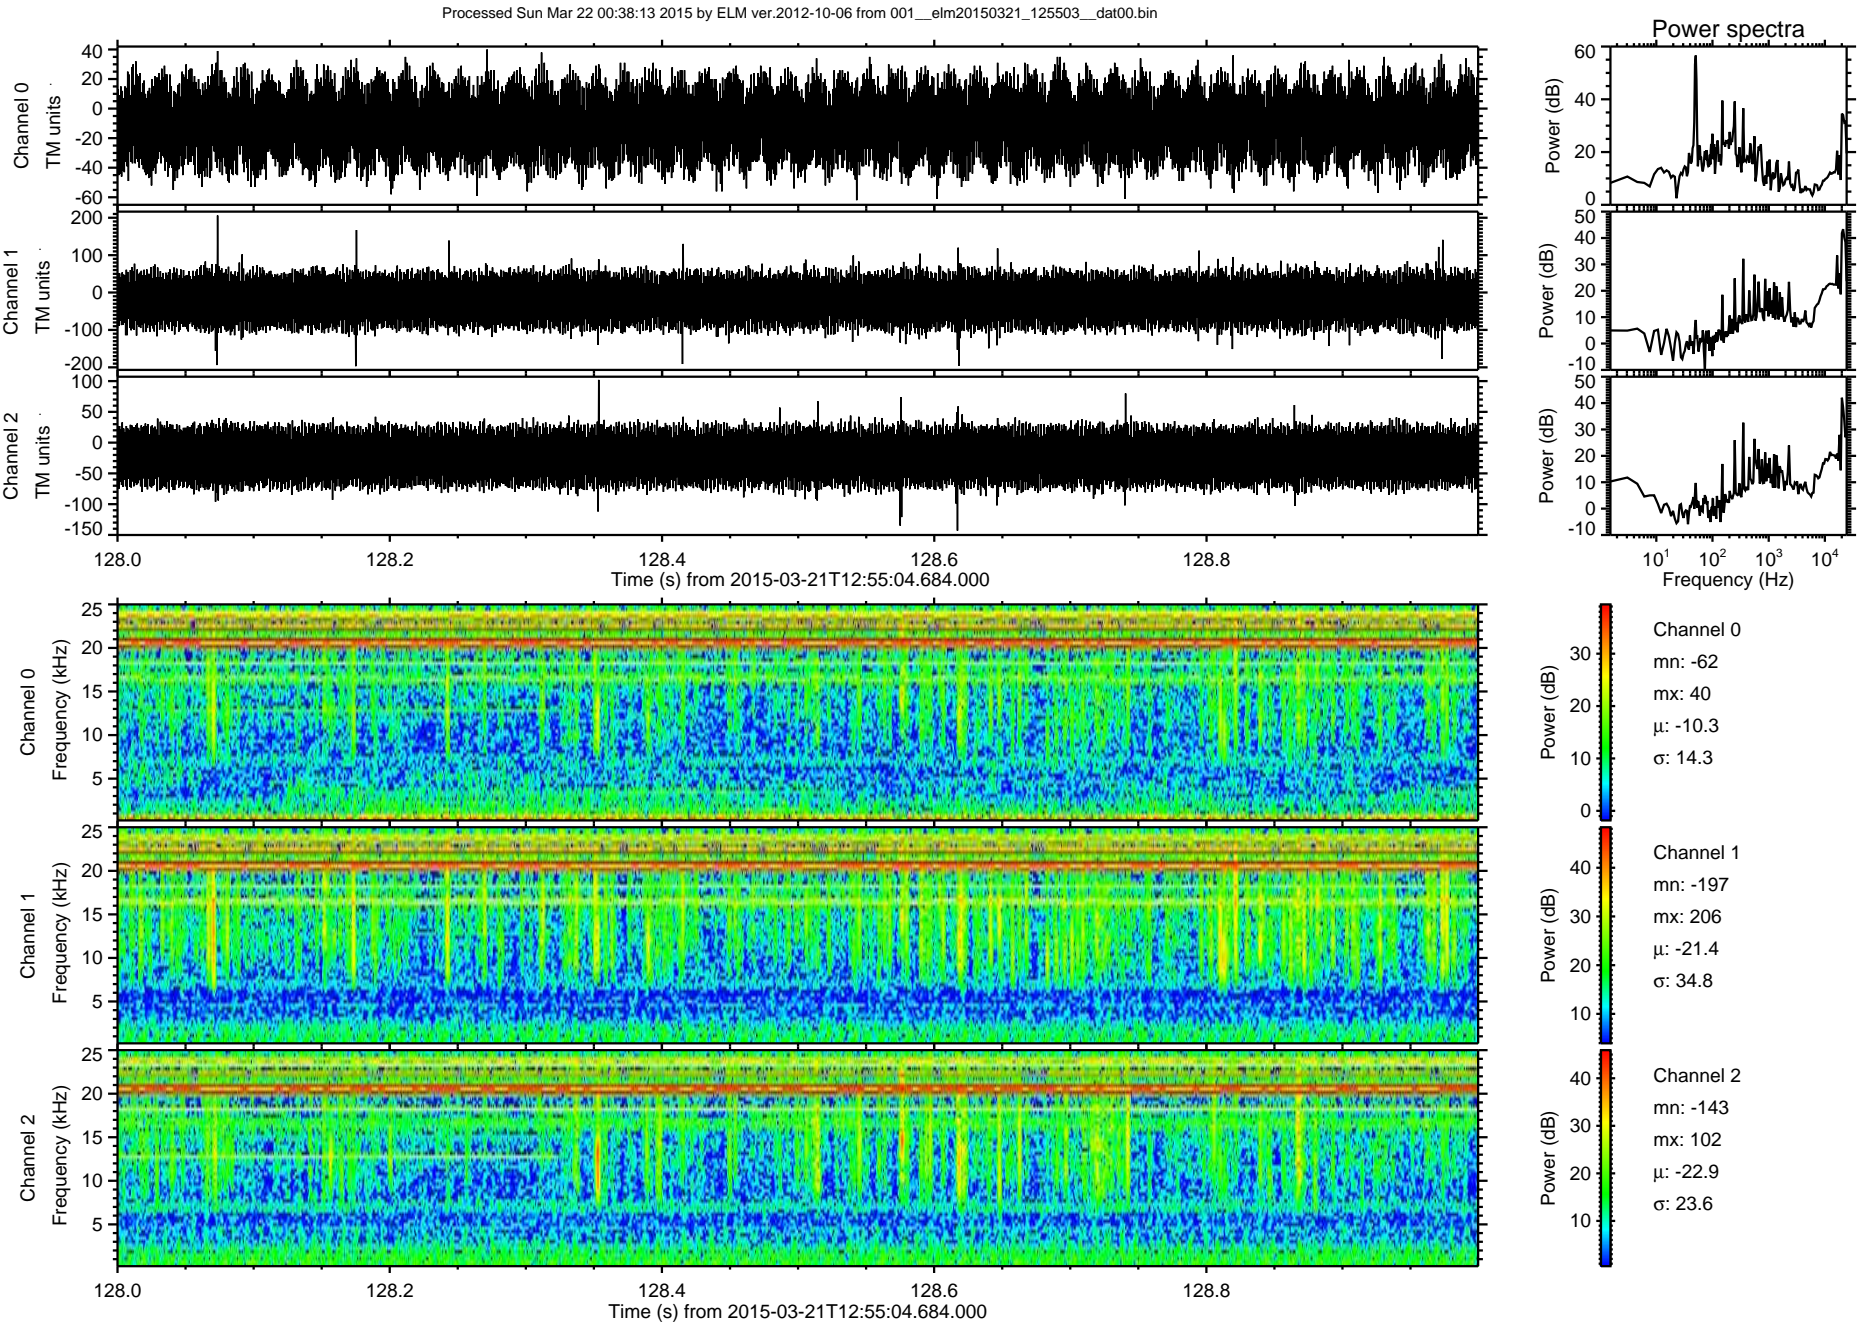 Processed Sun Mar 22 00:38:13 2015 by ELM ver.2012-10-06 from 001__elm20150321_125503__dat00.bin
Power spectra
Channel 0
TM units
40
20
0
-20
-40
-60
Channel 1
TM units
200
100
0
-100
-200
Channel 2
TM units
100
50
0
-50
-100
-150
128.0 128.2 128.4 128.6 128.8
Time (s) from 2015-03-21T12:55:04.684.000
Power (dB)
60
40
20
0
Power (dB)
50
40
30
20
10
0
-10
Power (dB)
50
40
30
20
10
0
-10
10¹ 10² 10³ 10⁴
Frequency (Hz)
Channel 0
Frequency (kHz)
25
20
15
10
5
Power (dB)
30
20
10
0
Channel 0
mn: -62
mx: 40
μ: -10.3
σ: 14.3
Channel 1
Frequency (kHz)
25
20
15
10
5
Power (dB)
40
30
20
10
Channel 1
mn: -197
mx: 206
μ: -21.4
σ: 34.8
Channel 2
Frequency (kHz)
25
20
15
10
5
Power (dB)
40
30
20
10
Channel 2
mn: -143
mx: 102
μ: -22.9
σ: 23.6
128.0 128.2 128.4 128.6 128.8
Time (s) from 2015-03-21T12:55:04.684.000